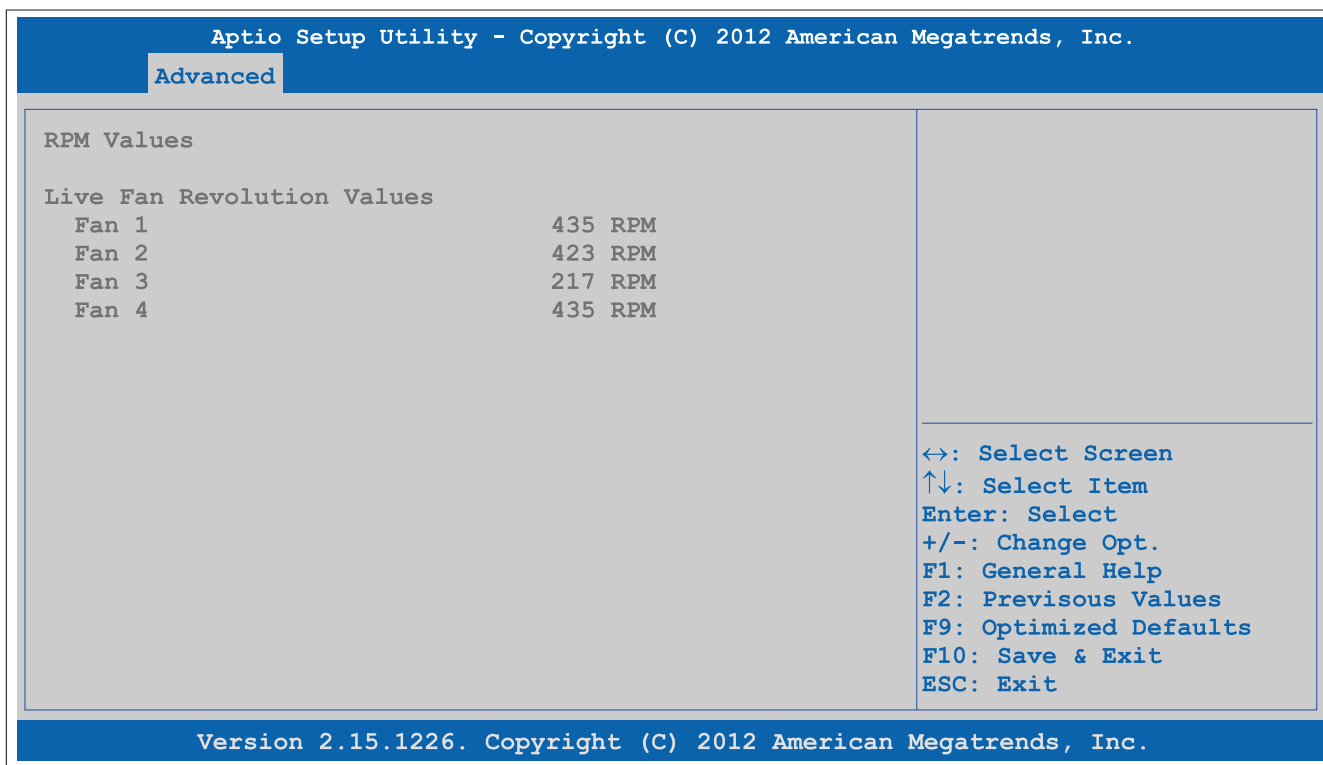 Aptio Setup Utility - Copyright (C) 2012 American Megatrends, Inc.
Advanced
RPM Values
Live Fan Revolution Values
Fan 1 435 RPM
Fan 2 423 RPM
Fan 3 217 RPM
Fan 4 435 RPM
↔: Select Screen
↑↓: Select Item
Enter: Select
+/-: Change Opt.
F1: General Help
F2: Previsous Values
F9: Optimized Defaults
F10: Save & Exit
ESC: Exit
Version 2.15.1226. Copyright (C) 2012 American Megatrends, Inc.